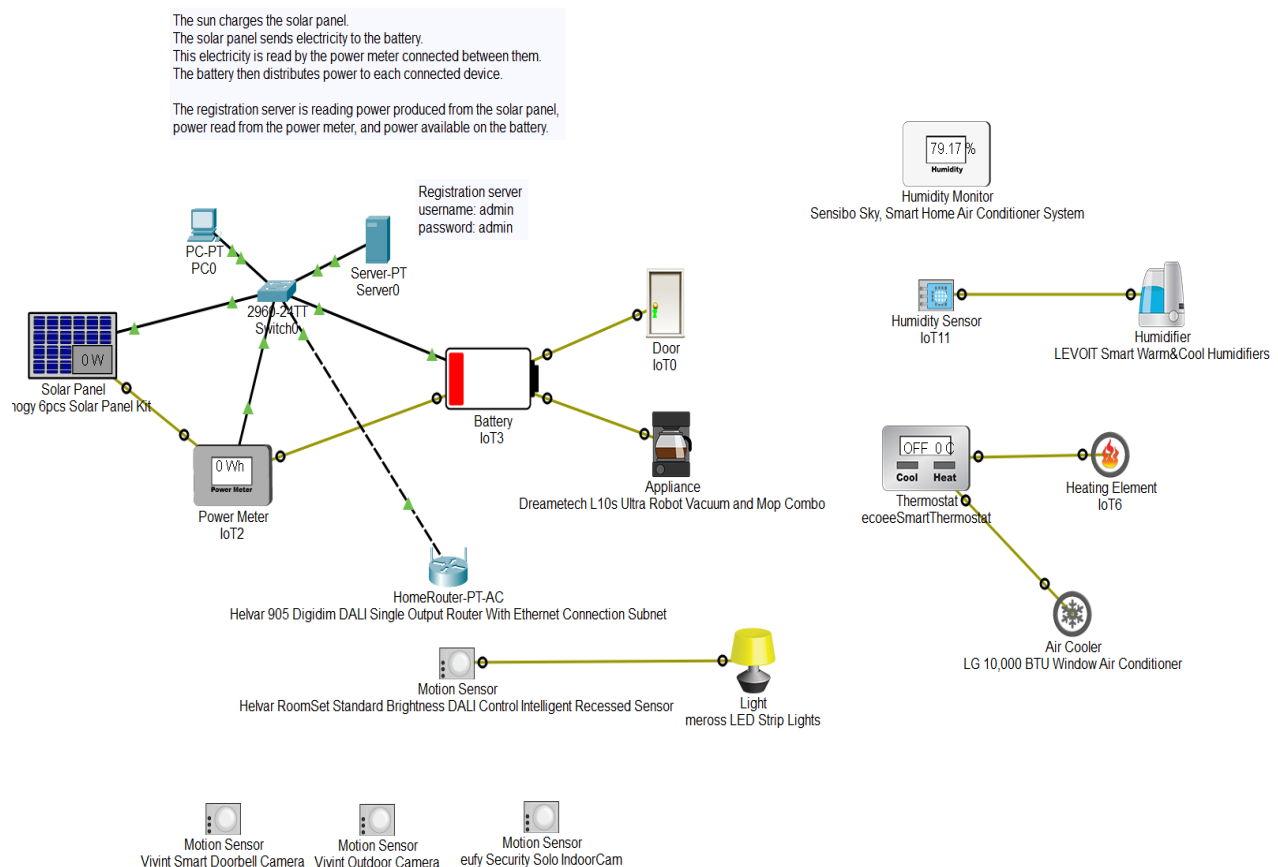 The sun charges the solar panel.
The solar panel sends electricity to the battery.
This electricity is read by the power meter connected between them.
The battery then distributes power to each connected device.
The registration server is reading power produced from the solar panel,
power read from the power meter, and power available on the battery.
79.17 %
Humidity
Humidity Monitor
Sensibo Sky, Smart Home Air Conditioner System
Registration server
username: admin
password: admin
PC-PT
PC0
Server-PT
Server0
2960-24TT
Switch0
0 W
Solar Panel
nogy 6pcs Solar Panel Kit
Door
IoT0
Humidity Sensor
IoT11
Humidifier
LEVOIT Smart Warm&Cool Humidifiers
Battery
IoT3
0 Wh
Power Meter
Power Meter
IoT2
Appliance
Dreametech L10s Ultra Robot Vacuum and Mop Combo
OFF 0 C
Cool Heat
Thermostat
ecoeeSmartThermostat
Heating Element
IoT6
HomeRouter-PT-AC
Helvar 905 Digidim DALI Single Output Router With Ethernet Connection Subnet
Air Cooler
LG 10,000 BTU Window Air Conditioner
Motion Sensor
Helvar RoomSet Standard Brightness DALI Control Intelligent Recessed Sensor
Light
meross LED Strip Lights
Motion Sensor
Vivint Smart Doorbell Camera
Motion Sensor
Vivint Outdoor Camera
Motion Sensor
eufy Security Solo IndoorCam